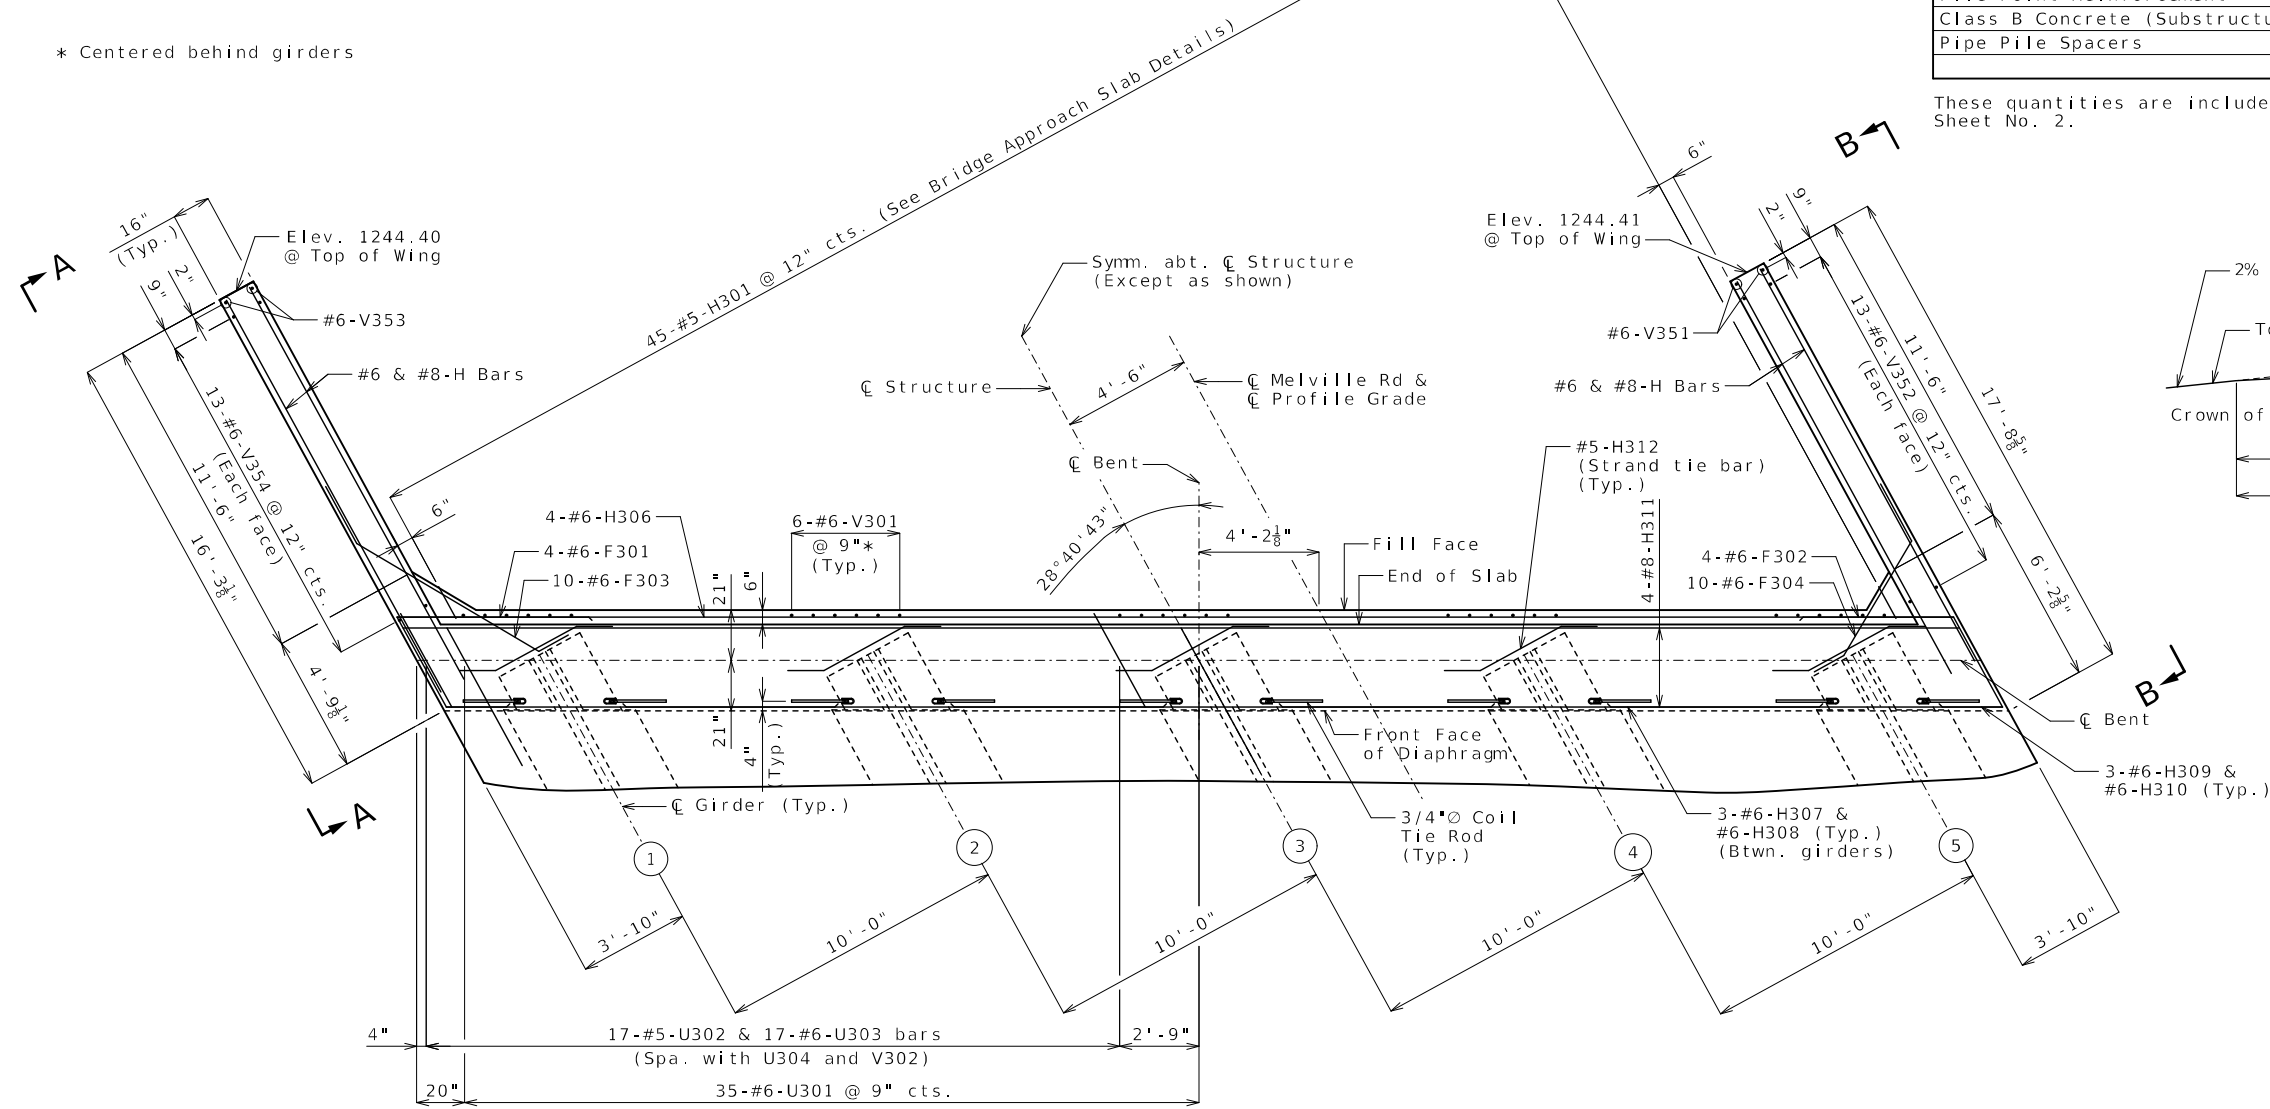 * Centered behind girders
Class B Concrete (Substructu
Pipe Pile Spacers
These quantities are include
Sheet No. 2.
(See Bridge Approach Slab Details)
45-#5-H301 @ 12" cts.
A
16"
(Typ.)
2"
9"
Elev. 1244.40
@ Top of Wing
#6-V353
#6 & #8-H Bars
13-#6-V354 @ 12" cts.
(Each face)
11'-6"
16'-3⅛"
4'-9⅛"
6"
A
Symm. abt. ℄ Structure
(Except as shown)
℄ Structure
4'-6"
℄ Melville Rd &
℄ Profile Grade
℄ Bent
28°40'43"
4'-2⅛"
4-#6-H306
4-#6-F301
10-#6-F303
6-#6-V301
@ 9"*
(Typ.)
21"
6"
21"
4"
(Typ.)
Fill Face
End of Slab
#5-H312
(Strand tie bar)
(Typ.)
4-#8-H311
4-#6-F302
10-#6-F304
B
6"
Elev. 1244.41
@ Top of Wing
2"
9"
#6-V351
#6 & #8-H Bars
13-#6-V352 @ 12" cts.
(Each face)
11'-6"
17'-8⅝"
6'-2⅝"
B
2%
To
Crown of
℄ Bent
3-#6-H309 &
#6-H310 (Typ.)
Front Face
of Diaphragm
3/4"∅ Coil
Tie Rod
(Typ.)
3-#6-H307 &
#6-H308 (Typ.)
(Btwn. girders)
℄ Girder (Typ.)
1
2
3
4
5
3'-10"
10'-0"
10'-0"
10'-0"
10'-0"
3'-10"
4"
17-#5-U302 & 17-#6-U303 bars
(Spa. with U304 and V302)
2'-9"
20"
35-#6-U301 @ 9" cts.